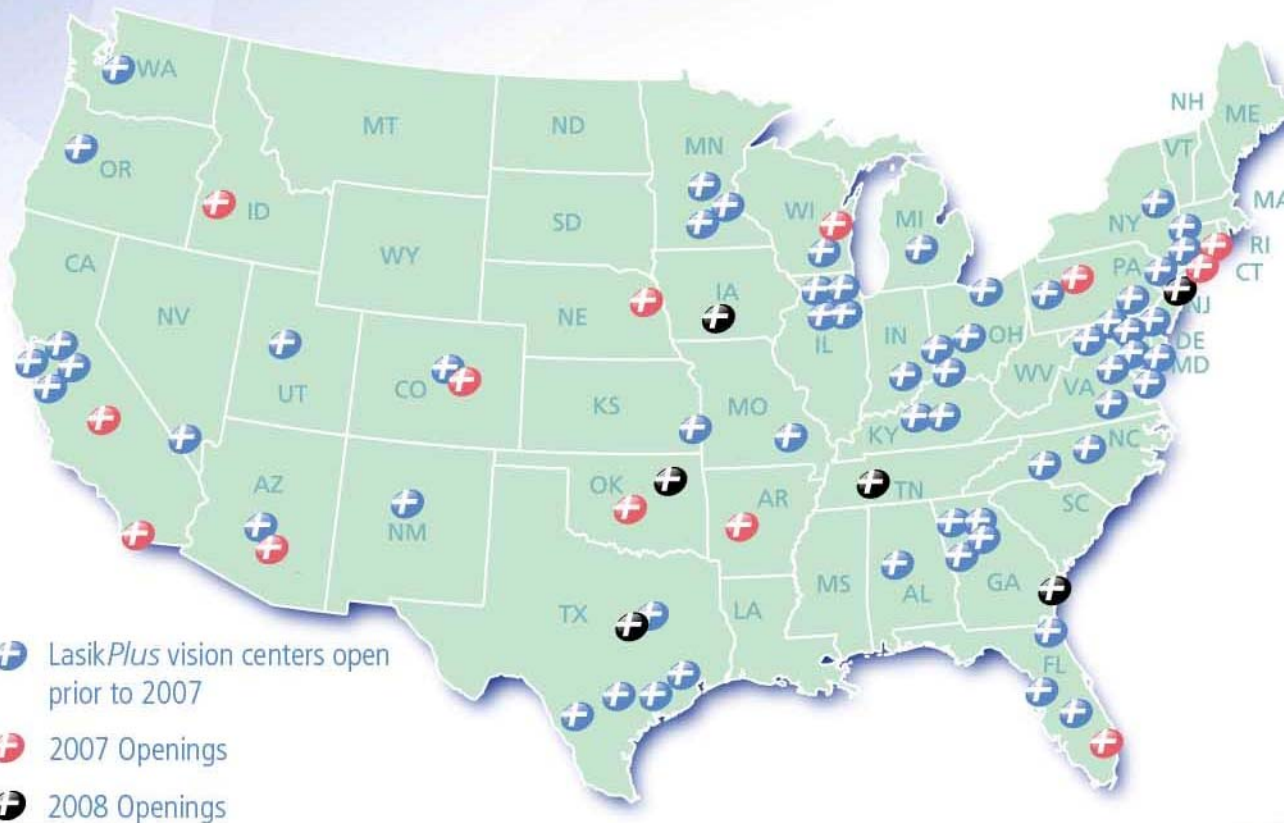 WA
MT
ND
MN
NH
ME
VT
OR
ID
SD
WI
MI
NY
MA
WY
RI
CA
PA
CT
NV
NE
IA
NJ
IN
OH
IL
DE
UT
CO
WV
MD
KS
MO
VA
KY
NC
AZ
OK
AR
TN
NM
SC
MS
AL
GA
TX
LA
FL
LasikPlus vision centers open
prior to 2007
2007 Openings
2008 Openings